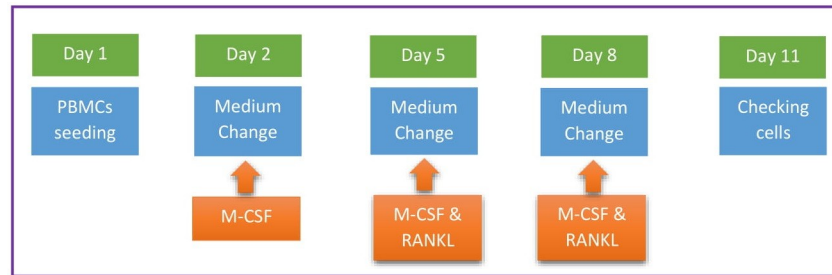 Day 1
Day 2
Day 5
Day 8
Day 11
PBMCs
seeding
Medium
Change
Medium
Change
Medium
Change
Checking
cells
M-CSF
M-CSF &
RANKL
M-CSF &
RANKL